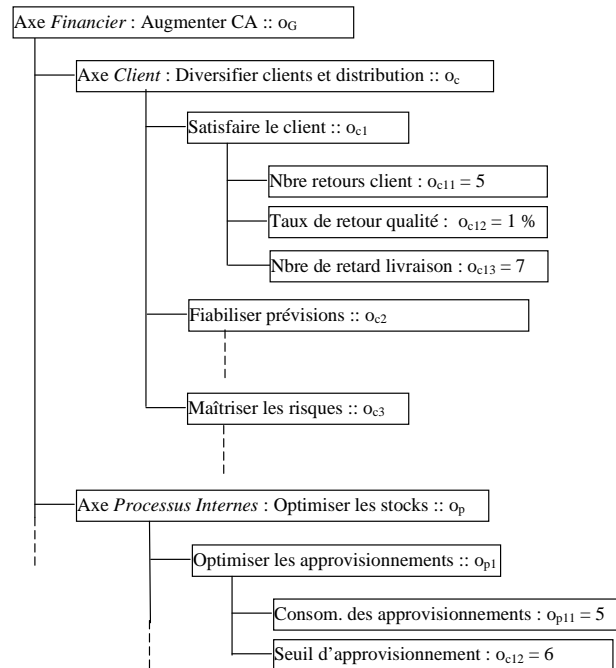 Axe Financier : Augmenter CA :: oG
Axe Client : Diversifier clients et distribution :: oc
Satisfaire le client :: oc1
Nbre retours client : oc11 = 5
Taux de retour qualité :  oc12 = 1 %
Nbre de retard livraison : oc13 = 7
Fiabiliser prévisions :: oc2
Maîtriser les risques :: oc3
Axe Processus Internes : Optimiser les stocks :: op
Optimiser les approvisionnements :: op1
Consom. des approvisionnements : op11 = 5
Seuil d’approvisionnement : oc12 = 6